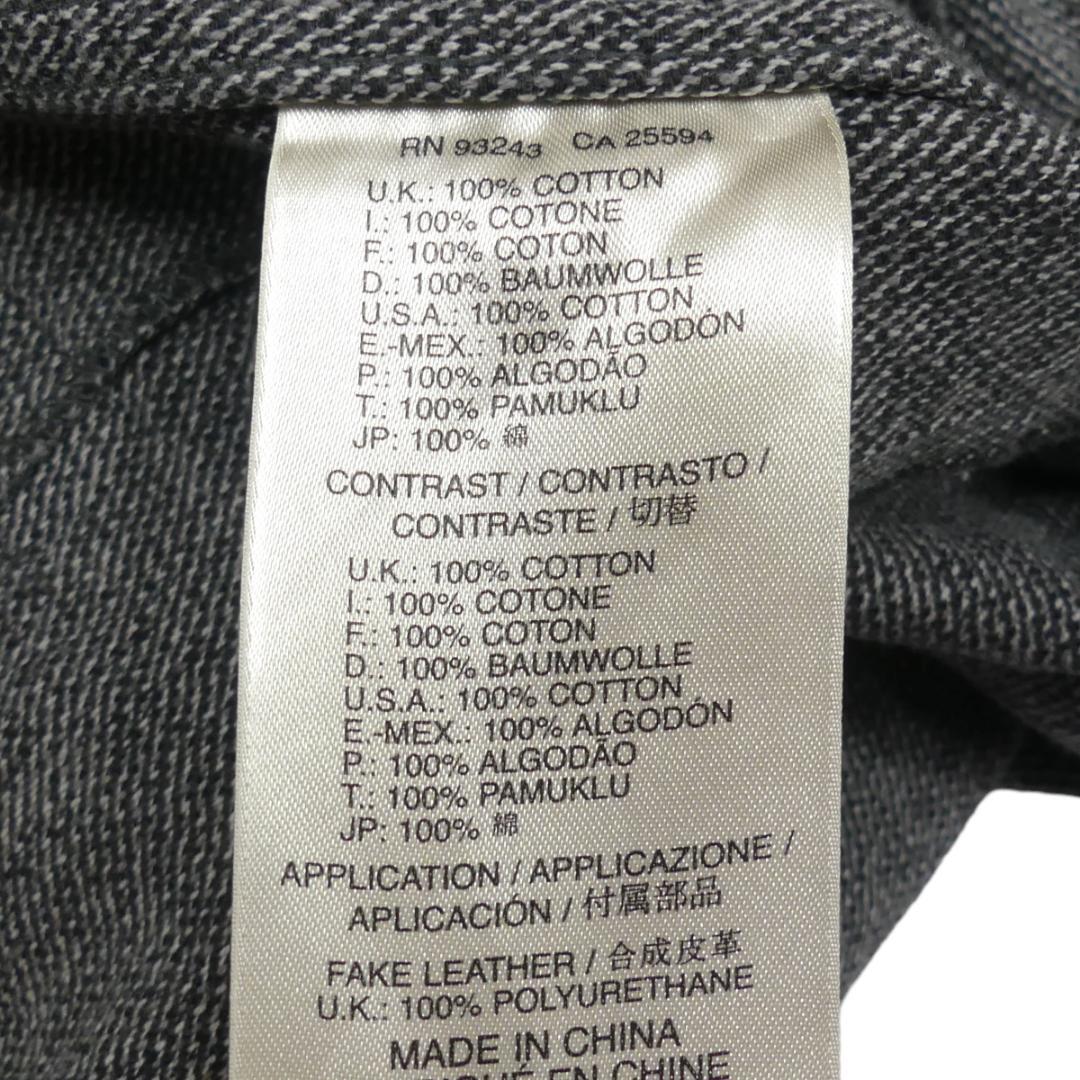 RN 93243 CA 25594
U.K.: 100% COTTON
I.: 100% COTONE
F.: 100% COTON
D.: 100% BAUMWOLLE
U.S.A.: 100% COTTON
E.-MEX.: 100% ALGODÓN
P.: 100% ALGODÃO
T.: 100% PAMUKLU
JP: 100% 綿
CONTRAST / CONTRASTO /
CONTRASTE / 切替
U.K.: 100% COTTON
I.: 100% COTONE
F.: 100% COTON
D.: 100% BAUMWOLLE
U.S.A.: 100% COTTON
E.-MEX.: 100% ALGODÓN
P.: 100% ALGODÃO
T.: 100% PAMUKLU
JP: 100% 綿
APPLICATION / APPLICAZIONE /
APLICACIÓN / 付属部品
FAKE LEATHER / 合成皮革
U.K.: 100% POLYURETHANE
MADE IN CHINA
EN CHINE